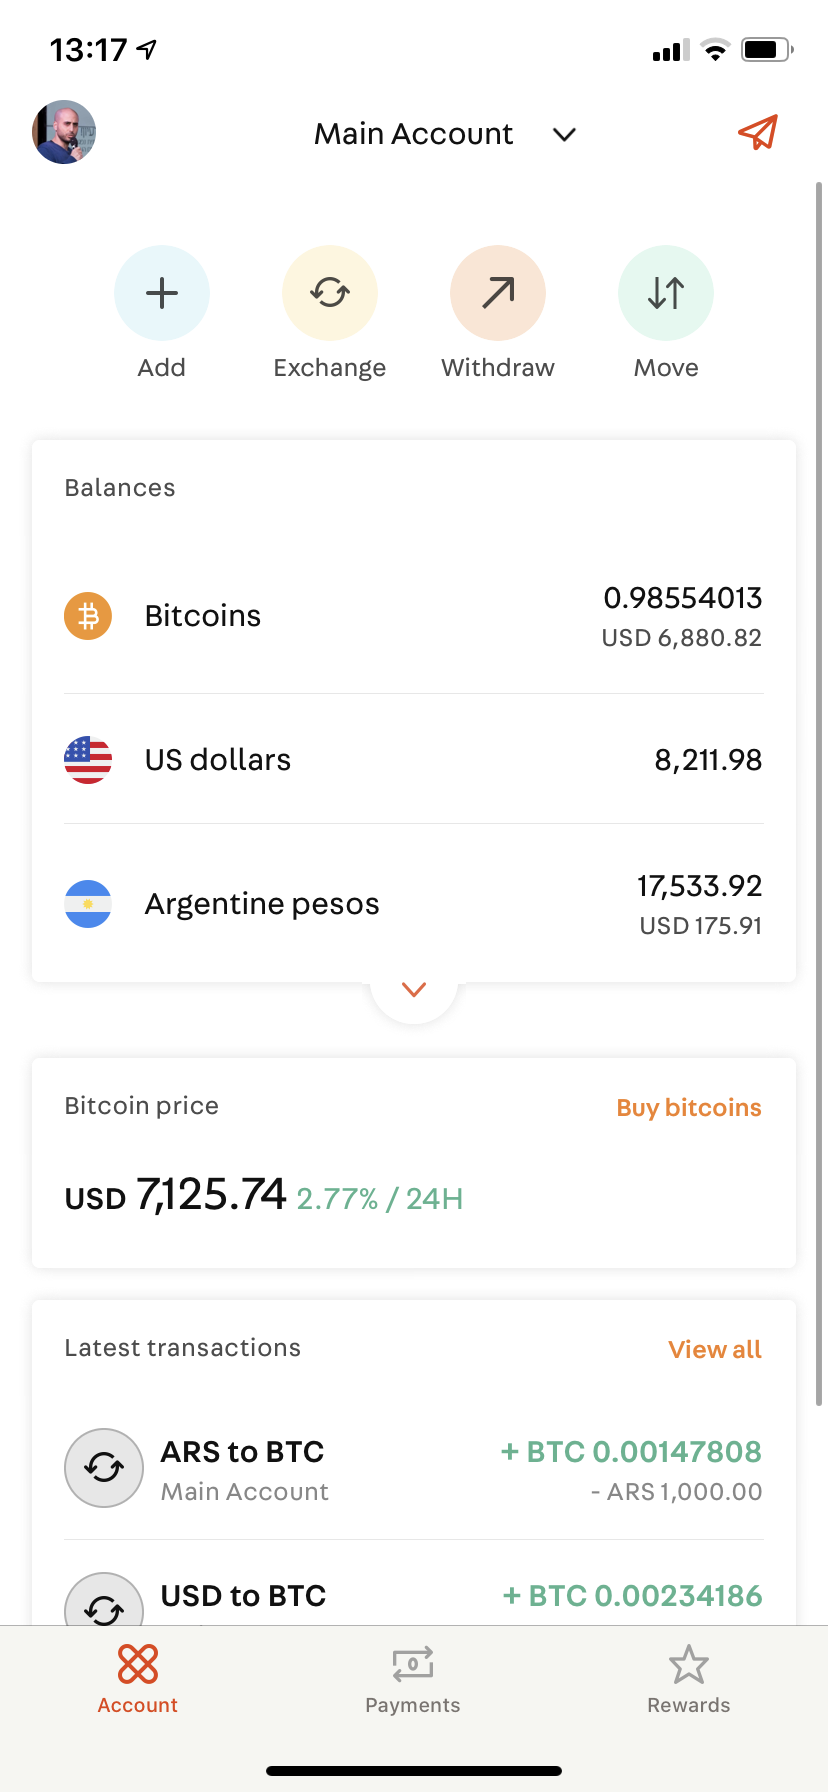 13:17
Main Account
Add
Exchange
Withdraw
Move
Balances
Bitcoins
0.98554013
USD 6,880.82
US dollars
8,211.98
Argentine pesos
17,533.92
USD 175.91
Bitcoin price
Buy bitcoins
USD 7,125.74 2.77% / 24H
Latest transactions
View all
ARS to BTC
+ BTC 0.00147808
Main Account
- ARS 1,000.00
USD to BTC
+ BTC 0.00234186
Account
Payments
Rewards